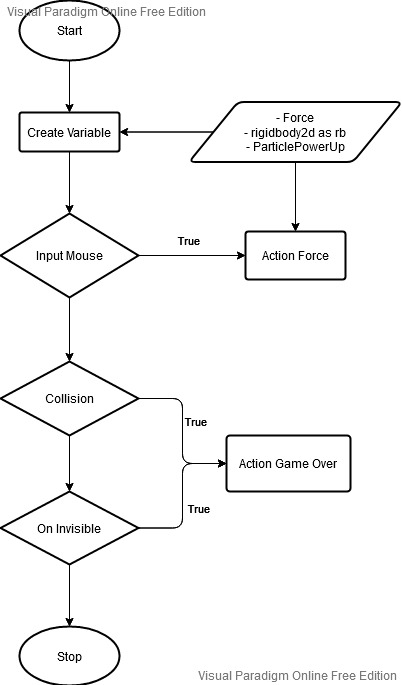 Visual Paradigm Online Free Edition
Start
Create Variable
- Force
- rigidbody2d as rb
- ParticlePowerUp
Input Mouse
True
Action Force
Collision
True
Action Game Over
True
On Invisible
Stop
Visual Paradigm Online Free Edition